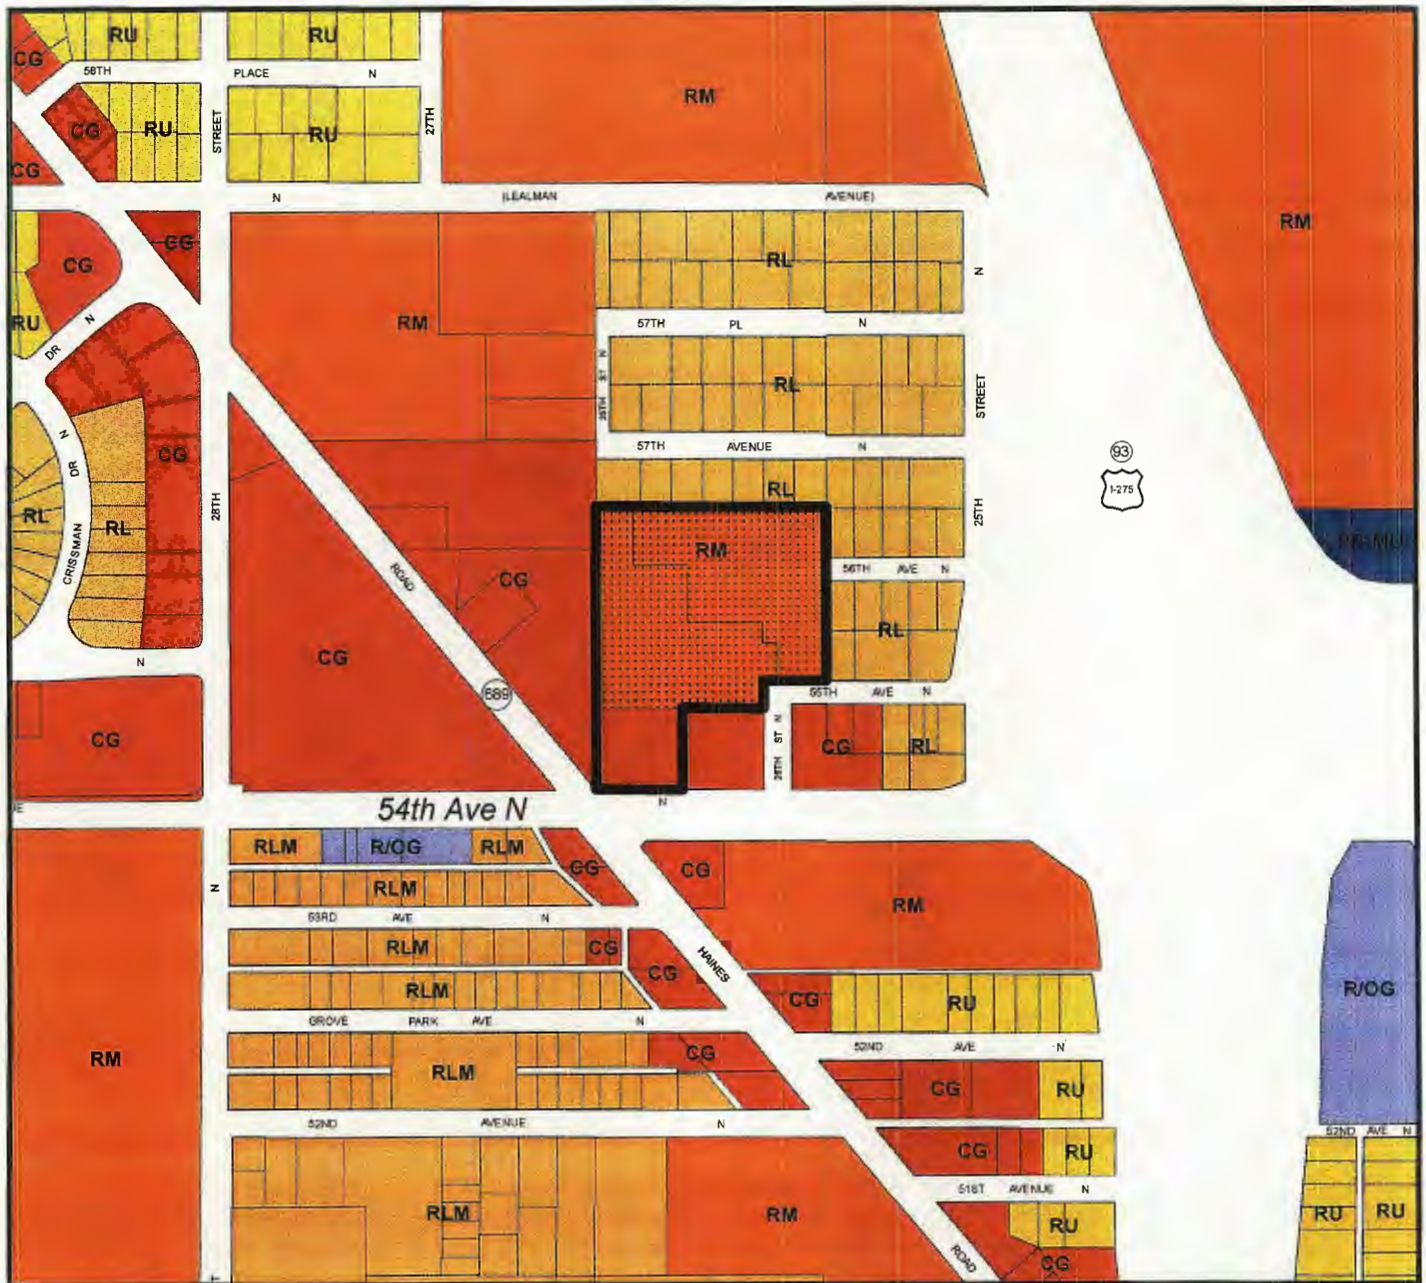 RU
RU
CG
58TH
PLACE
N
RM
CG
RU
STREET
RU
27TH
CG
N
(LEALMAN
AVENUE)
RM
CG
CG
RL
N
RU
N
DR
RM
57TH
PL
N
25TH ST N
RL
STREET
N
DR
CG
57TH
AVENUE
N
93
I-275
RL
28TH
RL
25TH
RL
CRISSMAN
ROAD
RM
CG
56TH
AVE
N
RL
CG
N
689
55TH
AVE
N
CG
26TH
ST
N
CG
RL
E
54th Ave N
N
RLM
R/OG
RLM
CG
CG
RLM
N
53RD
AVE
N
RM
RLM
CG
CG
HAINES
RLM
CG
RU
R/OG
GROVE
PARK
AVE
N
52ND
AVE
N
RM
RLM
CG
CG
RU
52ND
AVENUE
N
52ND
AVE
N
CG
RU
51ST
AVENUE
N
RLM
RM
RU
RU
RU
ROAD
CG